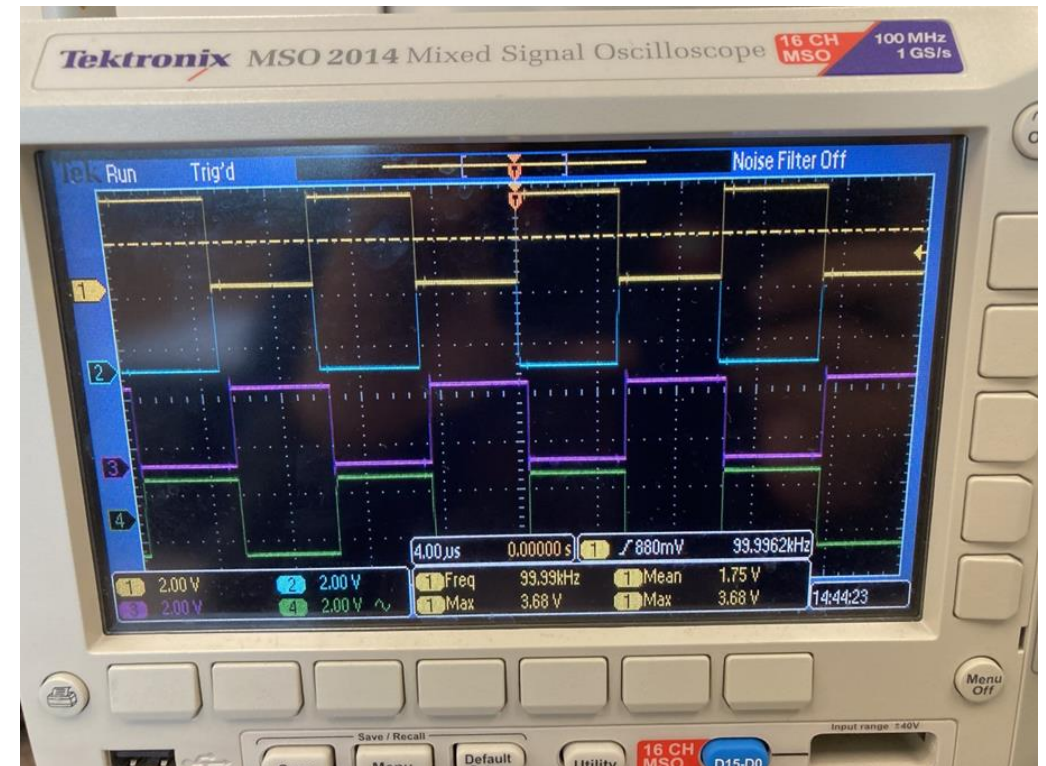 Tektronix MSO 2014 Mixed Signal Oscilloscope 16 CH MSO 100 MHz 1 GS/s
Tek Run Trig'd Noise Filter Off
1
2
3
4
4.00 µs 0.00000 s 1 880mV 99.9962kHz
1 2.00 V 2 2.00 V 1 Freq 99.99kHz 1 Mean 1.75 V
3 2.00 V 4 2.00 V 1 Max 3.68 V 1 Max 3.68 V 14:44:23
Menu Off
Input range ±40V
Save / Recall
Menu Default Utility 16 CH MSO D15-D0